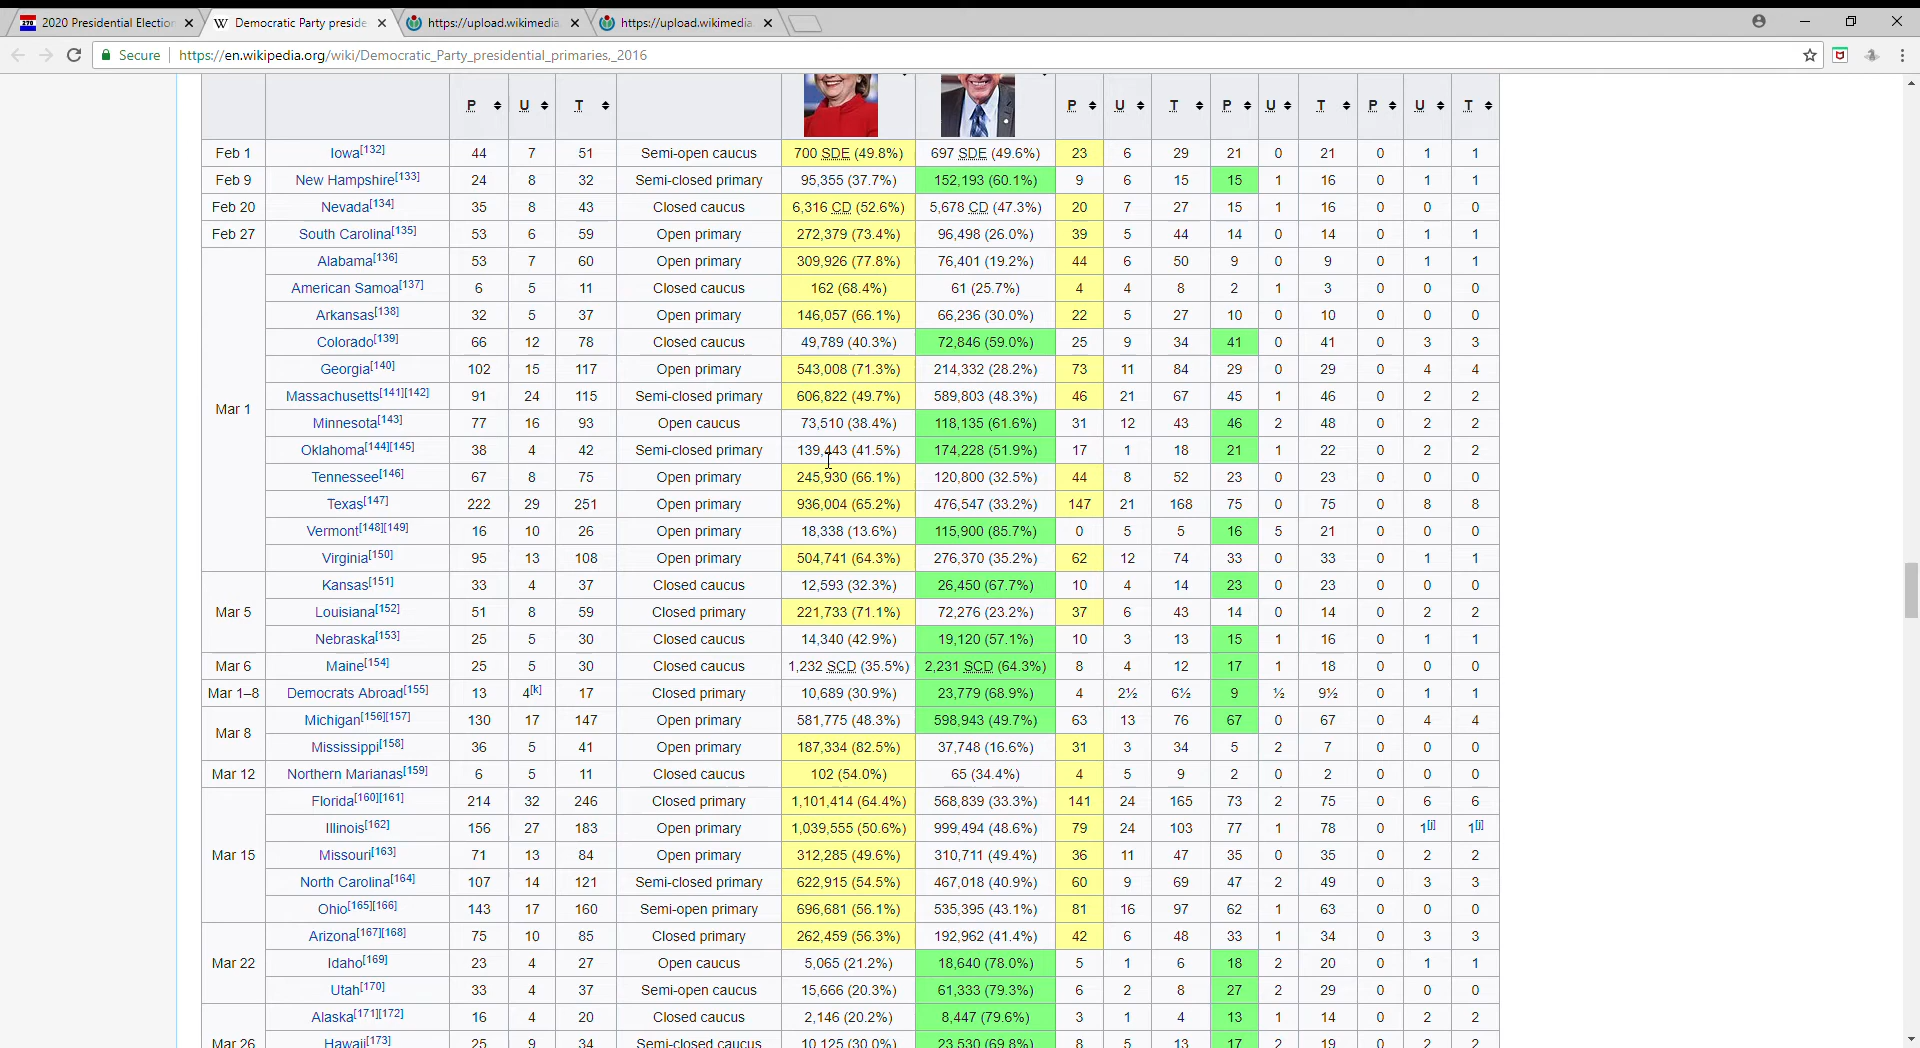 2020 Presidential Election
Democratic Party preside
https://upload.wikimedia
https://upload.wikimedia
Secure https://en.wikipedia.org/wiki/Democratic_Party_presidential_primaries,_2016
P U T P U T P U T P U T
Feb 1 Iowa[132] 44 7 51 Semi-open caucus 700 SDE (49.8%) 697 SDE (49.6%) 23 6 29 21 0 21 0 1 1
Feb 9 New Hampshire[133] 24 8 32 Semi-closed primary 95,355 (37.7%) 152,193 (60.1%) 9 6 15 15 1 16 0 1 1
Feb 20 Nevada[134] 35 8 43 Closed caucus 6,316 CD (52.6%) 5,678 CD (47.3%) 20 7 27 15 1 16 0 0 0
Feb 27 South Carolina[135] 53 6 59 Open primary 272,379 (73.4%) 96,498 (26.0%) 39 5 44 14 0 14 0 1 1
Mar 1 Alabama[136] 53 7 60 Open primary 309,926 (77.8%) 76,401 (19.2%) 44 6 50 9 0 9 0 1 1
American Samoa[137] 6 5 11 Closed caucus 162 (68.4%) 61 (25.7%) 4 4 8 2 1 3 0 0 0
Arkansas[138] 32 5 37 Open primary 146,057 (66.1%) 66,236 (30.0%) 22 5 27 10 0 10 0 0 0
Colorado[139] 66 12 78 Closed caucus 49,789 (40.3%) 72,846 (59.0%) 25 9 34 41 0 41 0 3 3
Georgia[140] 102 15 117 Open primary 543,008 (71.3%) 214,332 (28.2%) 73 11 84 29 0 29 0 4 4
Massachusetts[141][142] 91 24 115 Semi-closed primary 606,822 (49.7%) 589,803 (48.3%) 46 21 67 45 1 46 0 2 2
Minnesota[143] 77 16 93 Open caucus 73,510 (38.4%) 118,135 (61.6%) 31 12 43 46 2 48 0 2 2
Oklahoma[144][145] 38 4 42 Semi-closed primary 139,443 (41.5%) 174,228 (51.9%) 17 1 18 21 1 22 0 2 2
Tennessee[146] 67 8 75 Open primary 245,930 (66.1%) 120,800 (32.5%) 44 8 52 23 0 23 0 0 0
Texas[147] 222 29 251 Open primary 936,004 (65.2%) 476,547 (33.2%) 147 21 168 75 0 75 0 8 8
Vermont[148][149] 16 10 26 Open primary 18,338 (13.6%) 115,900 (85.7%) 0 5 5 16 5 21 0 0 0
Virginia[150] 95 13 108 Open primary 504,741 (64.3%) 276,370 (35.2%) 62 12 74 33 0 33 0 1 1
Mar 5 Kansas[151] 33 4 37 Closed caucus 12,593 (32.3%) 26,450 (67.7%) 10 4 14 23 0 23 0 0 0
Louisiana[152] 51 8 59 Closed primary 221,733 (71.1%) 72,276 (23.2%) 37 6 43 14 0 14 0 2 2
Nebraska[153] 25 5 30 Closed caucus 14,340 (42.9%) 19,120 (57.1%) 10 3 13 15 1 16 0 1 1
Mar 6 Maine[154] 25 5 30 Closed caucus 1,232 SCD (35.5%) 2,231 SCD (64.3%) 8 4 12 17 1 18 0 0 0
Mar 1–8 Democrats Abroad[155] 13 4[k] 17 Closed primary 10,689 (30.9%) 23,779 (68.9%) 4 2½ 6½ 9 ½ 9½ 0 1 1
Mar 8 Michigan[156][157] 130 17 147 Open primary 581,775 (48.3%) 598,943 (49.7%) 63 13 76 67 0 67 0 4 4
Mississippi[158] 36 5 41 Open primary 187,334 (82.5%) 37,748 (16.6%) 31 3 34 5 2 7 0 0 0
Mar 12 Northern Marianas[159] 6 5 11 Closed caucus 102 (54.0%) 65 (34.4%) 4 5 9 2 0 2 0 0 0
Mar 15 Florida[160][161] 214 32 246 Closed primary 1,101,414 (64.4%) 568,839 (33.3%) 141 24 165 73 2 75 0 6 6
Illinois[162] 156 27 183 Open primary 1,039,555 (50.6%) 999,494 (48.6%) 79 24 103 77 1 78 0 1[j] 1[j]
Missouri[163] 71 13 84 Open primary 312,285 (49.6%) 310,711 (49.4%) 36 11 47 35 0 35 0 2 2
North Carolina[164] 107 14 121 Semi-closed primary 622,915 (54.5%) 467,018 (40.9%) 60 9 69 47 2 49 0 3 3
Ohio[165][166] 143 17 160 Semi-open primary 696,681 (56.1%) 535,395 (43.1%) 81 16 97 62 1 63 0 0 0
Mar 22 Arizona[167][168] 75 10 85 Closed primary 262,459 (56.3%) 192,962 (41.4%) 42 6 48 33 1 34 0 3 3
Idaho[169] 23 4 27 Open caucus 5,065 (21.2%) 18,640 (78.0%) 5 1 6 18 2 20 0 1 1
Utah[170] 33 4 37 Semi-open caucus 15,666 (20.3%) 61,333 (79.3%) 6 2 8 27 2 29 0 0 0
Mar 26 Alaska[171][172] 16 4 20 Closed caucus 2,146 (20.2%) 8,447 (79.6%) 3 1 4 13 1 14 0 2 2
Hawaii[173] 25 9 34 Semi-closed caucus 10,125 (30.0%) 23,530 (69.8%) 8 5 13 17 2 19 0 2 2